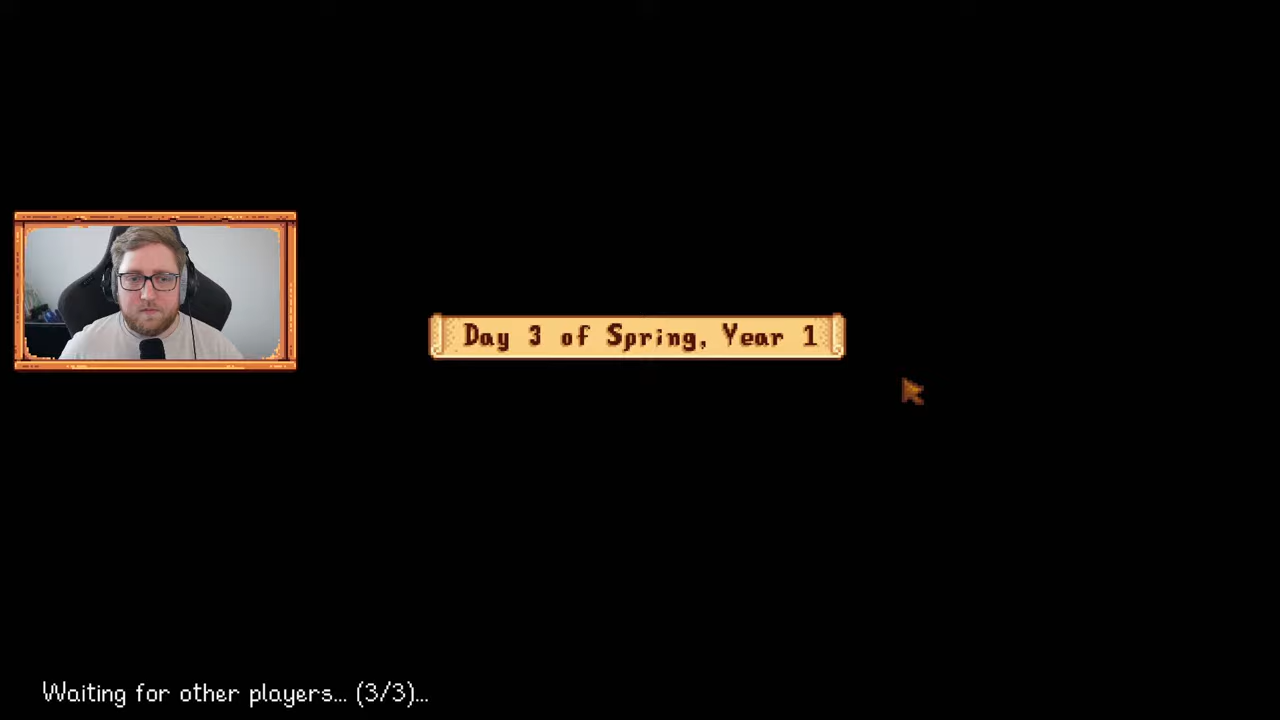 Day 3 of Spring, Year 1
Waiting for other players... (3/3)...